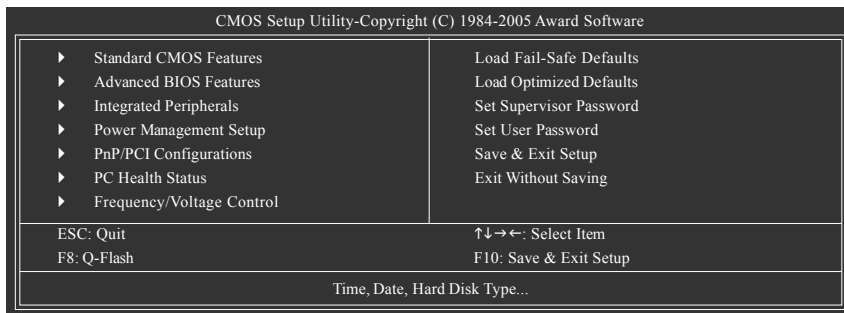 CMOS Setup Utility-Copyright (C) 1984-2005 Award Software
Standard CMOS Features
Advanced BIOS Features
Integrated Peripherals
Power Management Setup
PnP/PCI Configurations
PC Health Status
Frequency/Voltage Control
Load Fail-Safe Defaults
Load Optimized Defaults
Set Supervisor Password
Set User Password
Save & Exit Setup
Exit Without Saving
ESC: Quit
↑↓→←: Select Item
F8: Q-Flash
F10: Save & Exit Setup
Time, Date, Hard Disk Type...